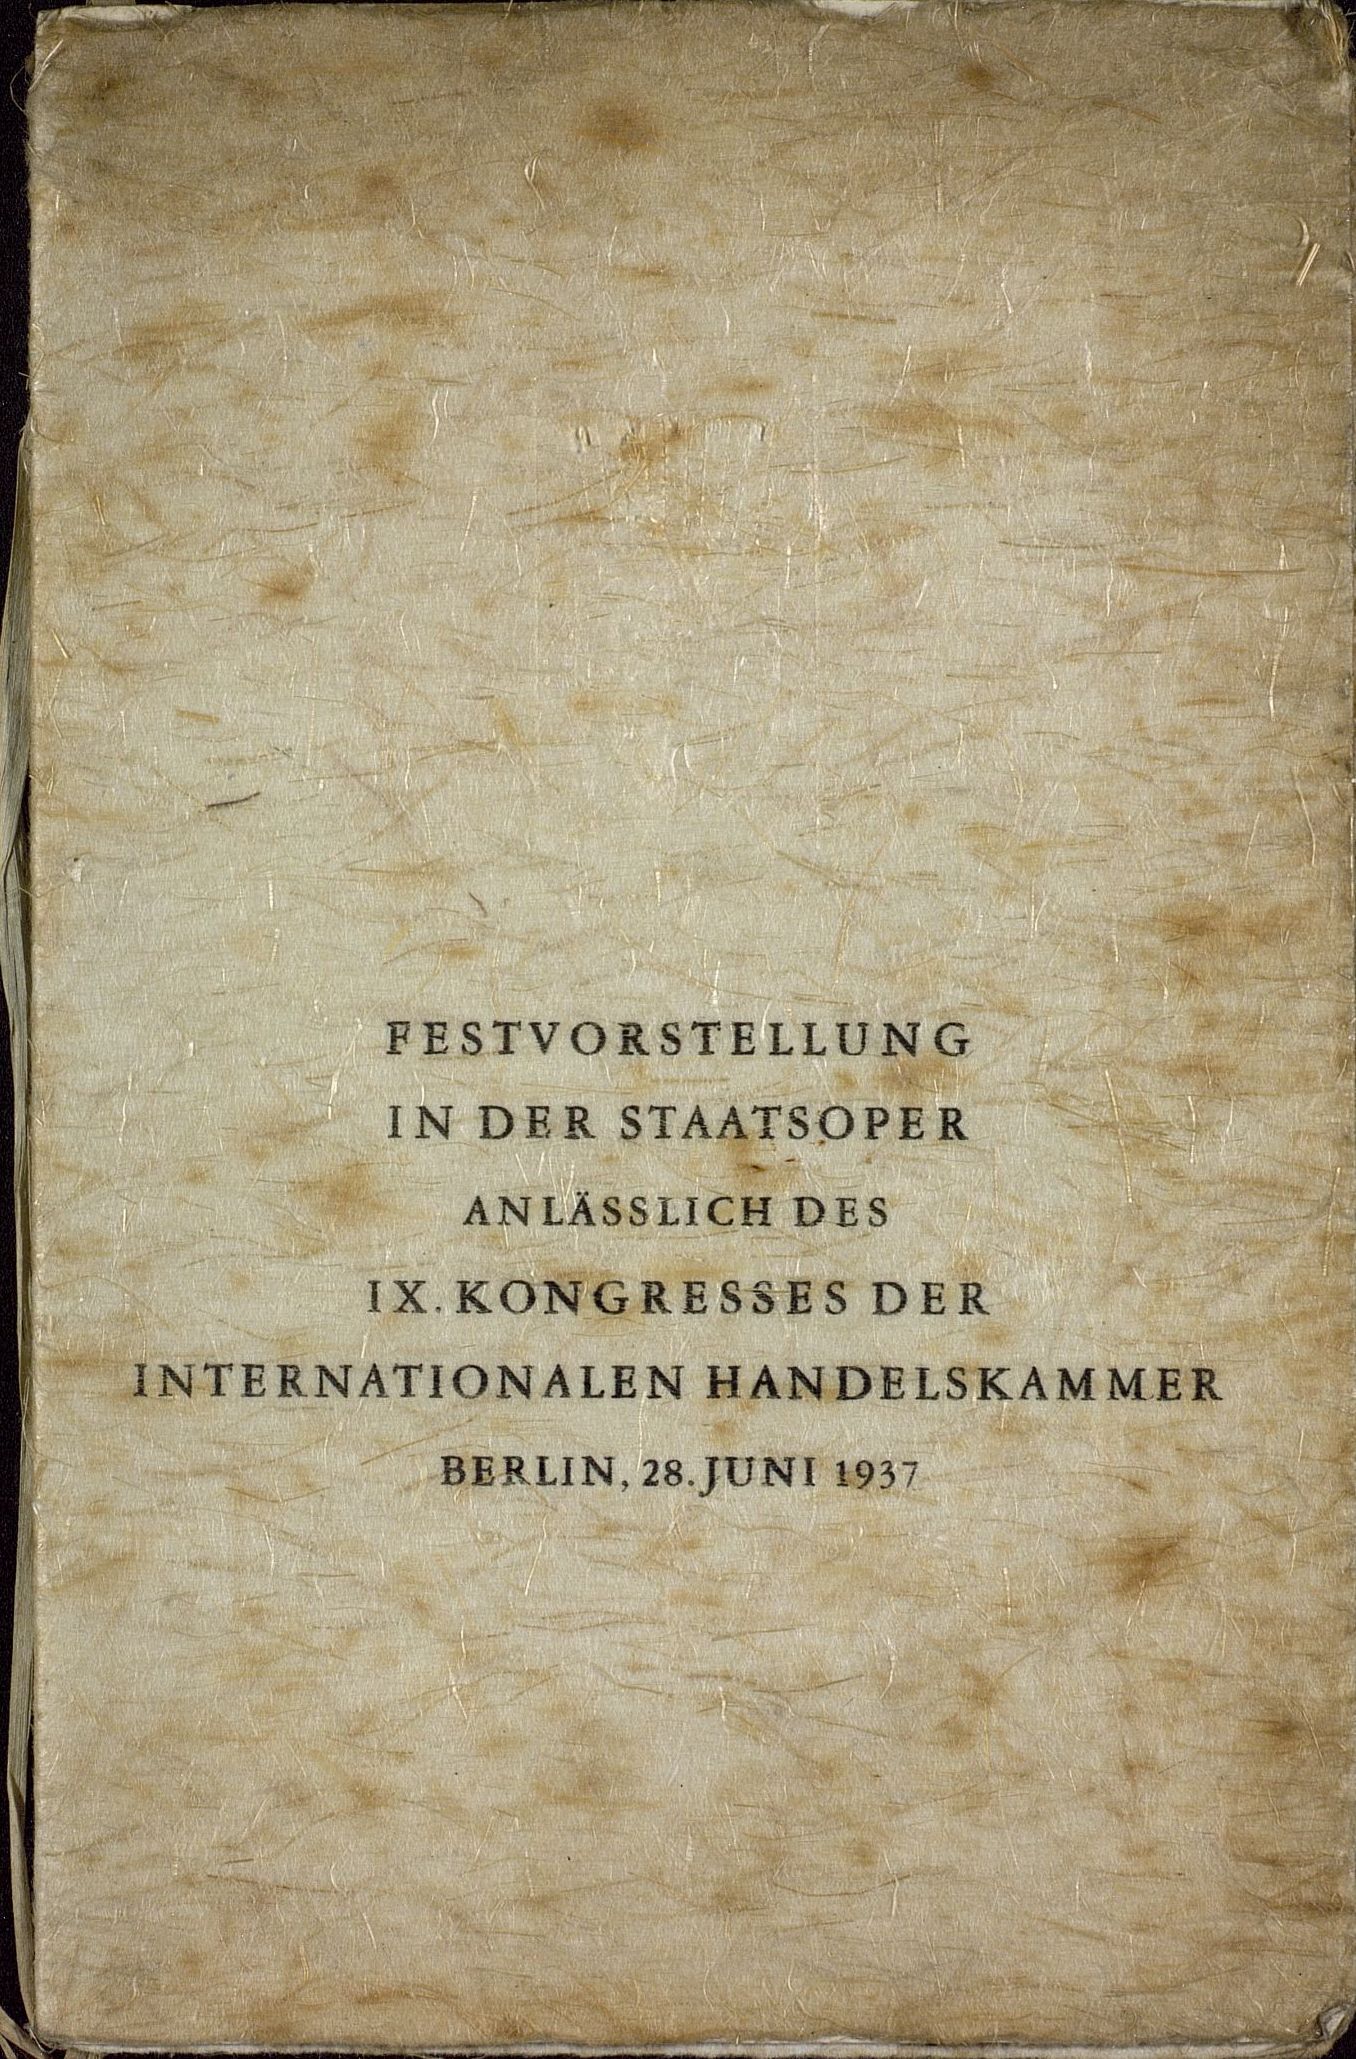 FESTVORSTELLUNG
IN DER STAATSOPER
ANLÄSSLICH DES
IX. KONGRESSES DER
INTERNATIONALEN HANDELSKAMMER
BERLIN, 28. JUNI 1937